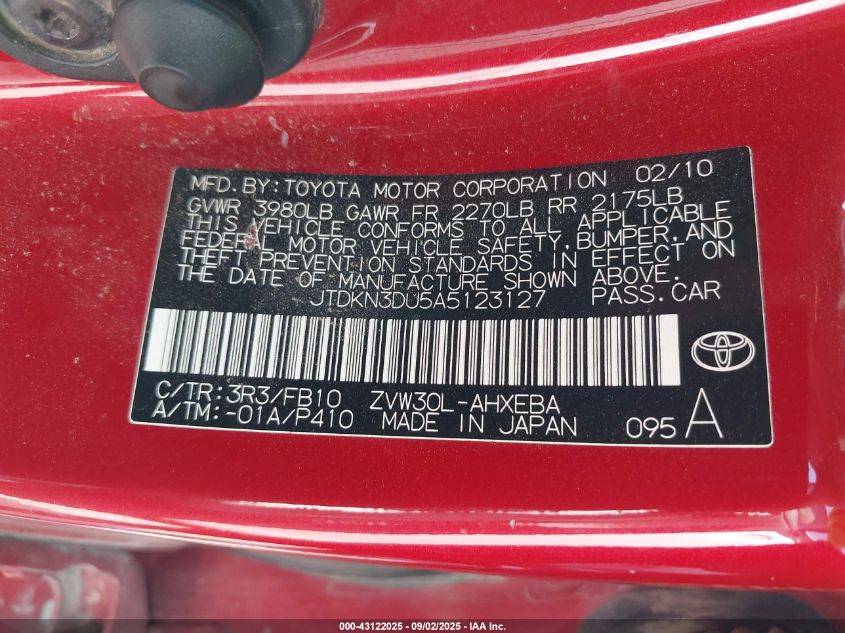 MFD. BY: TOYOTA MOTOR CORPORATION 02/10
GVWR 3980LB GAWR FR 2270LB RR 2175LB
THIS VEHICLE CONFORMS TO ALL APPLICABLE
FEDERAL MOTOR VEHICLE SAFETY, BUMPER, AND
THEFT PREVENTION STANDARDS IN EFFECT ON
THE DATE OF MANUFACTURE SHOWN ABOVE.
JTDKN3DU5A5123127 PASS. CAR
C/TR: 3R3/FB10 ZVW30L-AHXEBA
A/TM: -01A/P410 MADE IN JAPAN 095 A
000-43122025 - 09/02/2025 - IAA Inc.